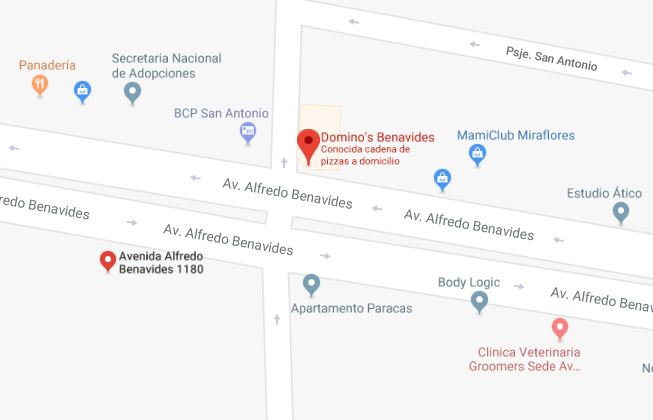 Psje. San Antonio
Panadería
Secretaria Nacional
de Adopciones
BCP San Antonio
Domino's Benavides
Conocida cadena de
pizzas a domicilio
MamiClub Miraflores
Estudio Ático
Av. Alfredo Benavides
Av. Alfredo Benavides
redo Benavides
Av. Alfredo Benavides
Avenida Alfredo
Benavides 1180
Apartamento Paracas
Body Logic
Av. Alfredo Benav
Clinica Veterinaria
Groomers Sede Av...